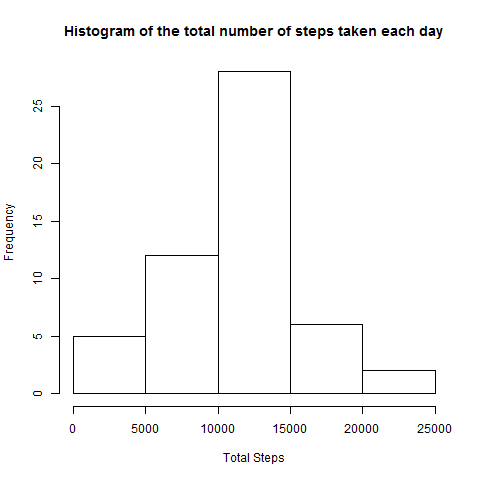 Histogram of the total number of steps taken each day
Frequency
25
20
15
10
5
0
0 5000 10000 15000 20000 25000
Total Steps